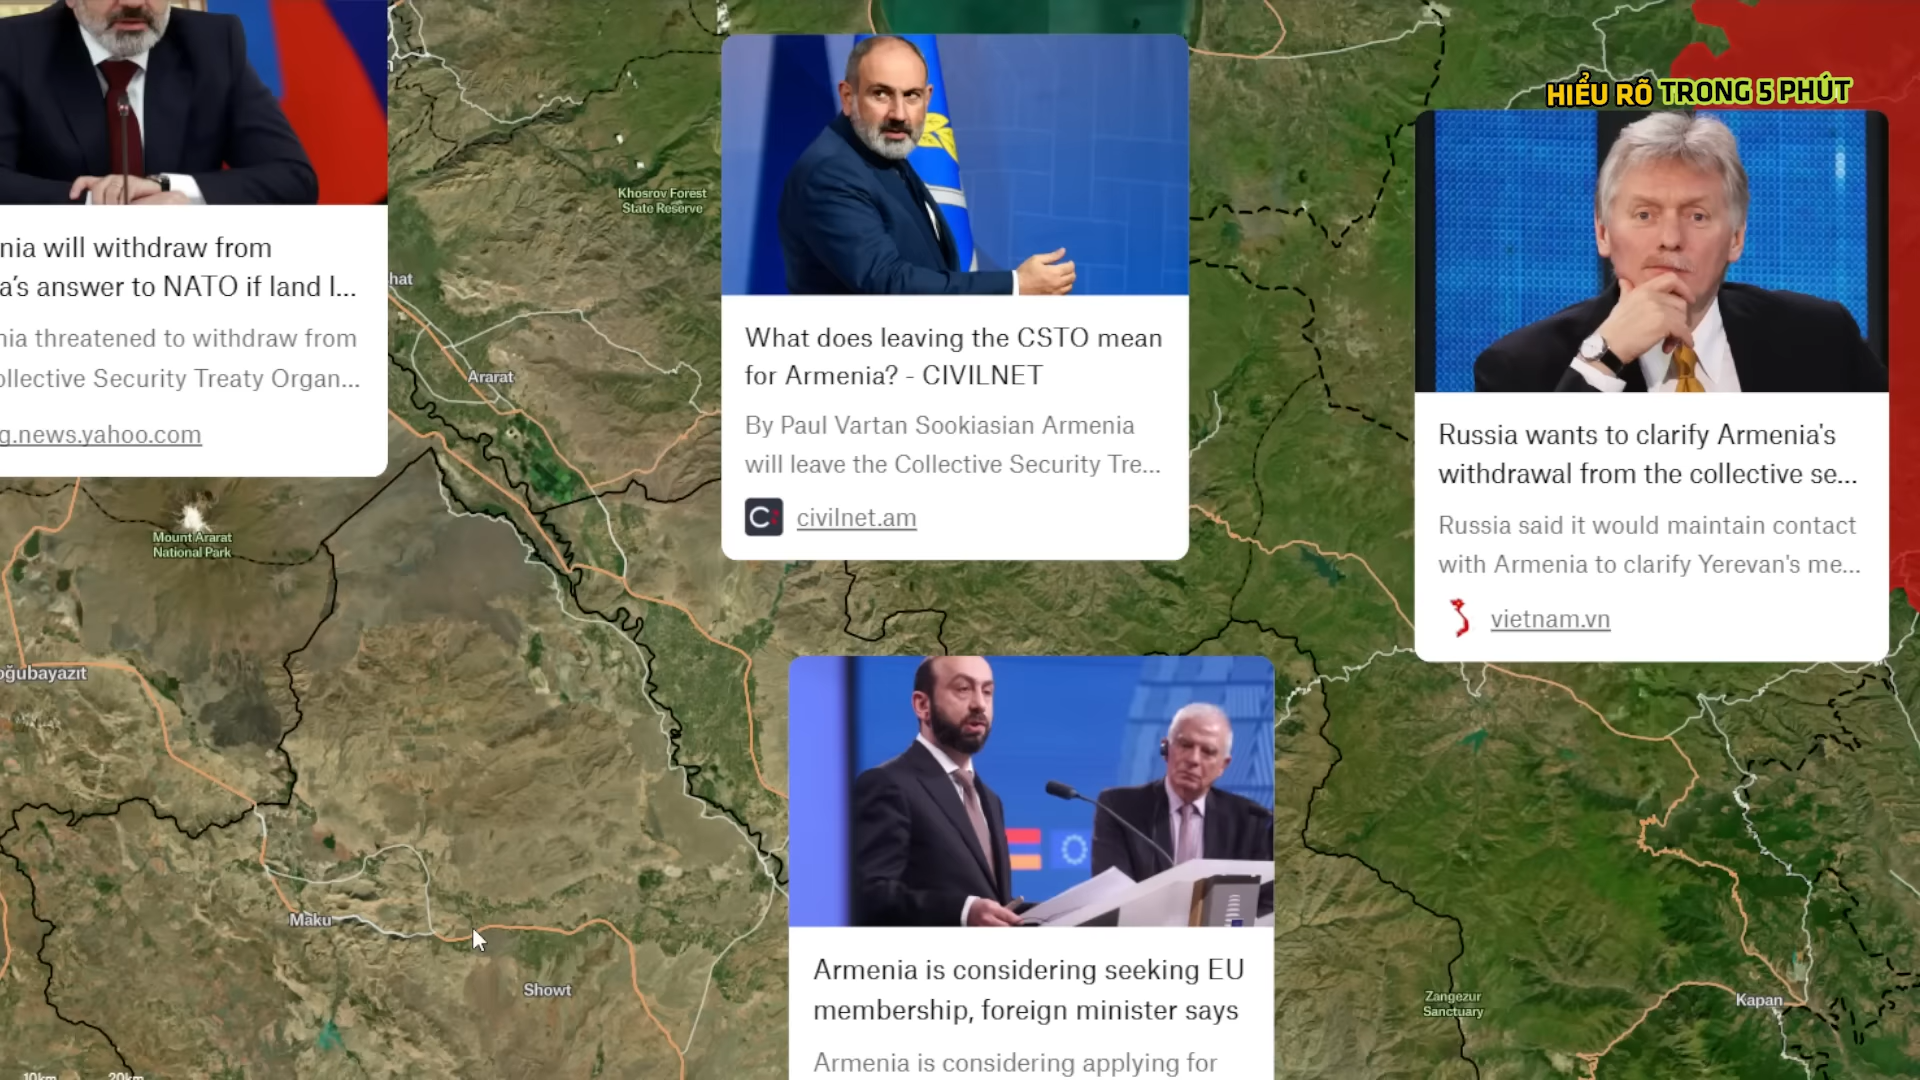 HIỂU RÕ TRONG 5 PHÚT
nia will withdraw from
a's answer to NATO if land l...
nia threatened to withdraw from
ollective Security Treaty Organ...
g.news.yahoo.com
Khosrov Forest
State Reserve
hat
Ararat
What does leaving the CSTO mean
for Armenia? - CIVILNET
By Paul Vartan Sookiasian Armenia
will leave the Collective Security Tre...
C:
civilnet.am
Russia wants to clarify Armenia's
withdrawal from the collective se...
Russia said it would maintain contact
with Armenia to clarify Yerevan's me...
vietnam.vn
Mount Ararat
National Park
oğubayazıt
Maku
Showt
Armenia is considering seeking EU
membership, foreign minister says
Armenia is considering applying for
Zangezur
Sanctuary
Kapan
10km
20km